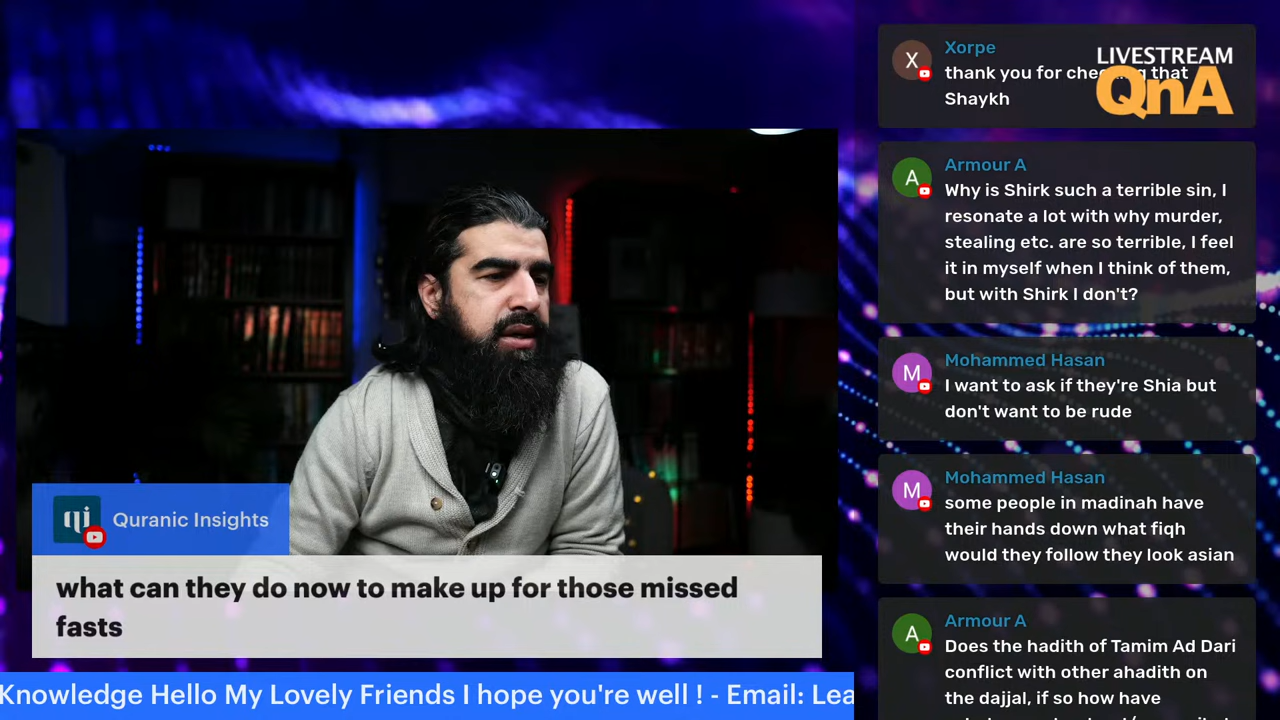 Xorpe
thank you for checking that
Shaykh
LIVESTREAM
QnA
X
Armour A
A
Why is Shirk such a terrible sin, I
resonate a lot with why murder,
stealing etc. are so terrible, I feel
it in myself when I think of them,
but with Shirk I don't?
Mohammed Hasan
M
I want to ask if they're Shia but
don't want to be rude
Mohammed Hasan
M
some people in madinah have
their hands down what fiqh
would they follow they look asian
Armour A
A
Does the hadith of Tamim Ad Dari
conflict with other ahadith on
the dajjal, if so how have
qi
Quranic Insights
what can they do now to make up for those missed
fasts
Knowledge Hello My Lovely Friends I hope you're well ! - Email: Lea